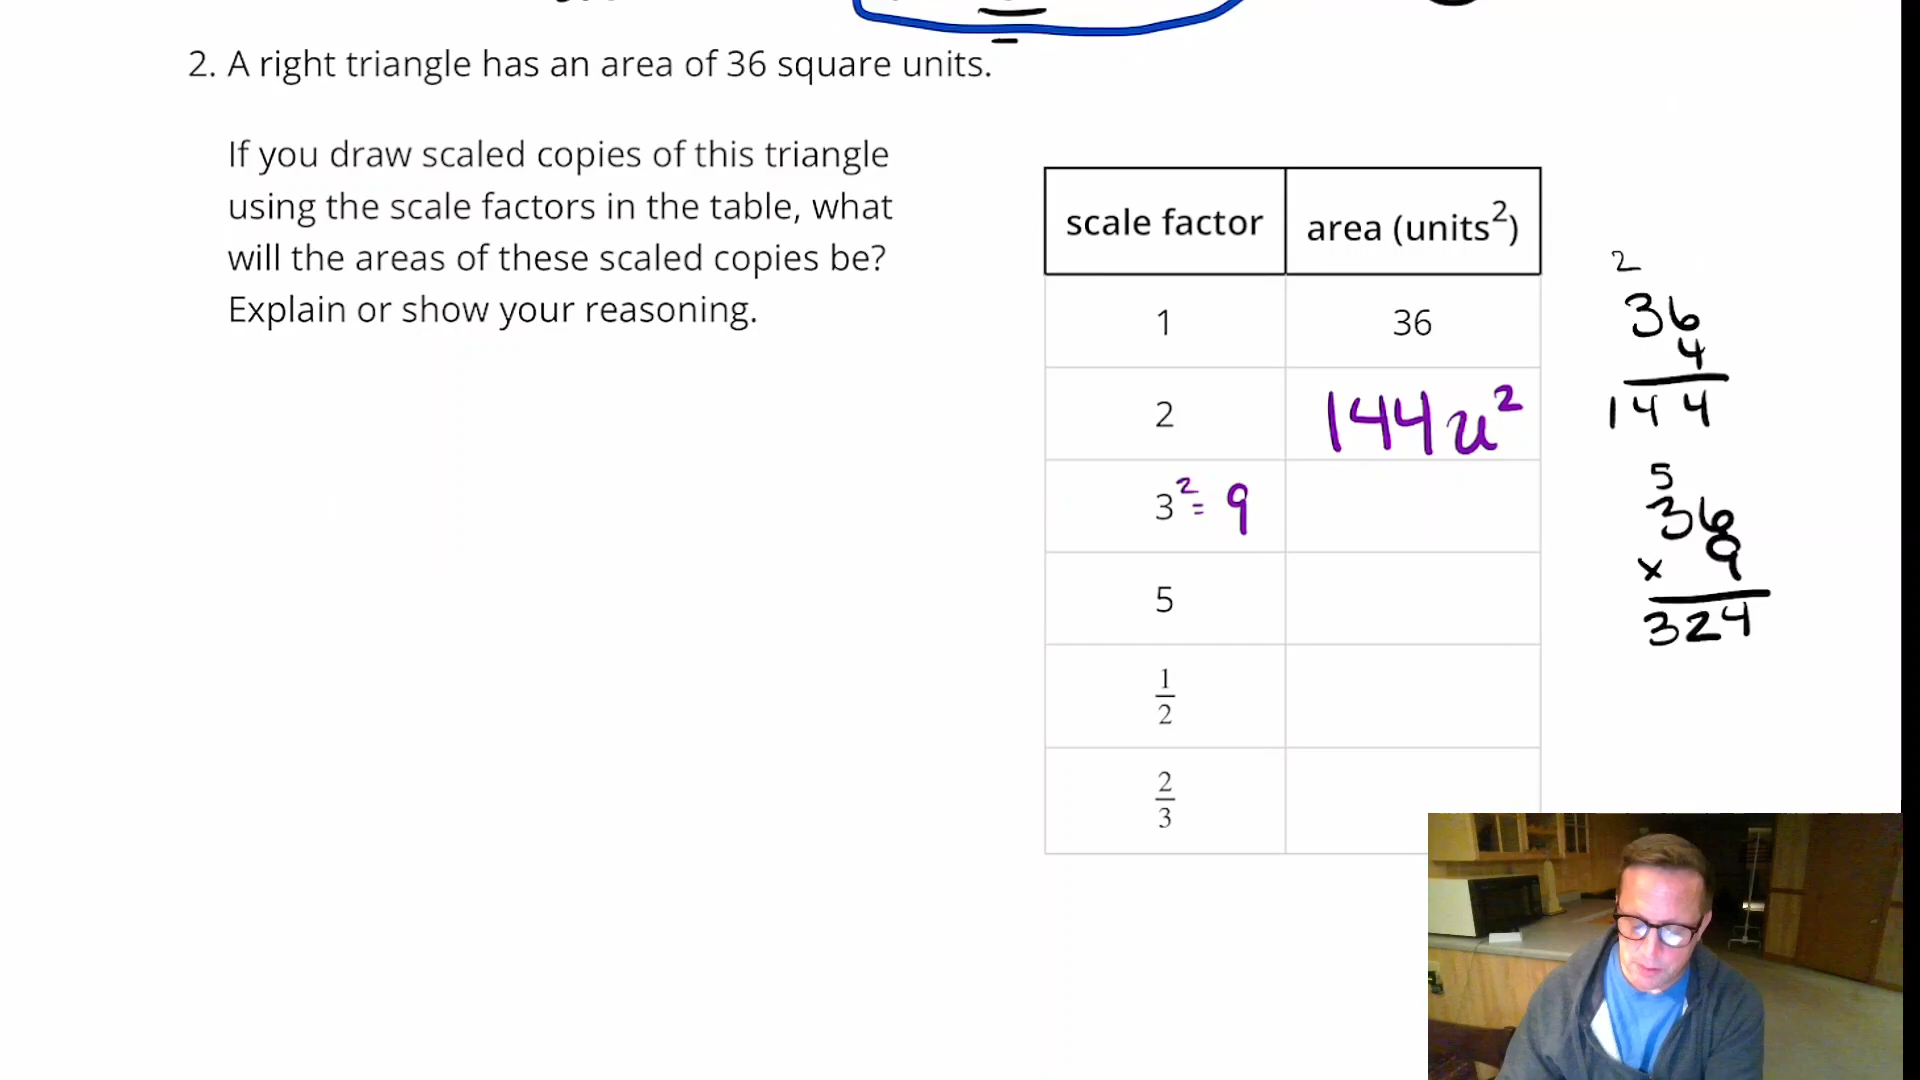 2. A right triangle has an area of 36 square units.
If you draw scaled copies of this triangle
using the scale factors in the table, what
will the areas of these scaled copies be?
Explain or show your reasoning.
scale factor area (units²)
1 36
2 144u²
3² = 9
5
1/2
2/3
2
36
4
144
5
36
x 9
324